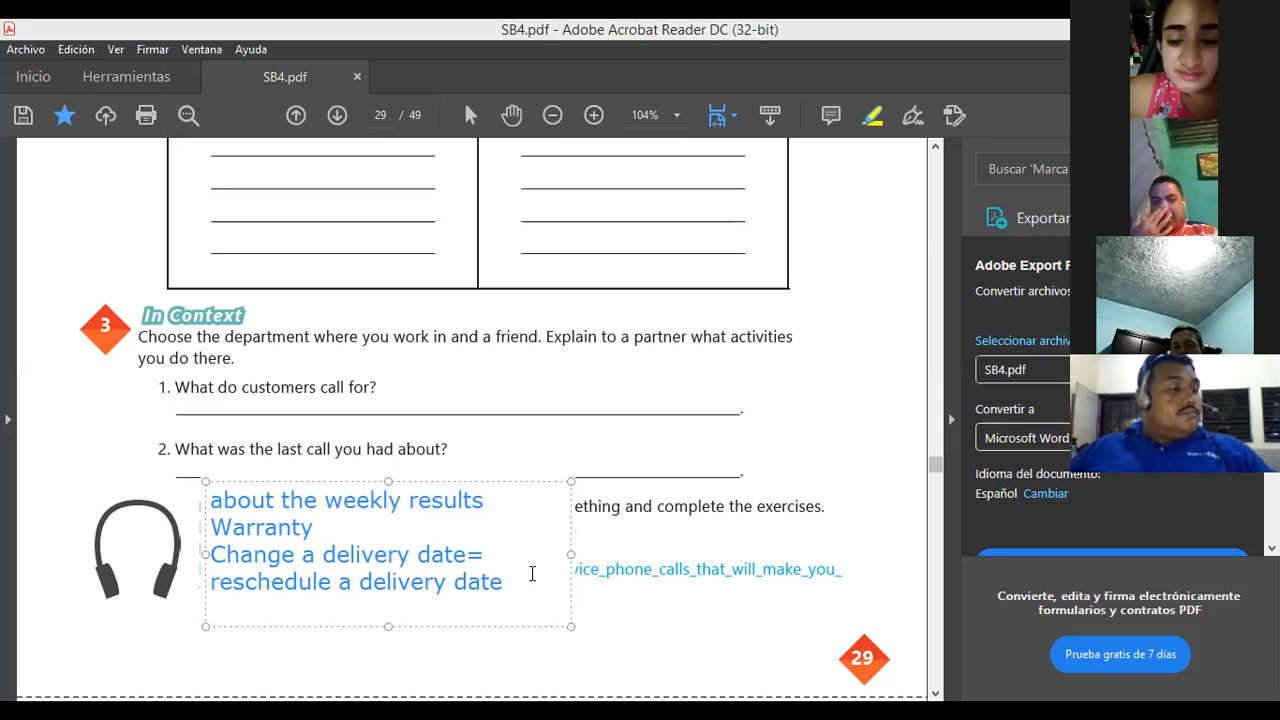 SB4.pdf - Adobe Acrobat Reader DC (32-bit)
Archivo Edición Ver Firmar Ventana Ayuda
Inicio Herramientas SB4.pdf ×
29 / 49 104%
Buscar 'Marca
Exportar
Adobe Export
Convertir archivos
Seleccionar archiv
SB4.pdf
Convertir a
Microsoft Word
Idioma del documento:
Español Cambiar
Convierte, edita y firma electrónicamente
formularios y contratos PDF
Prueba gratis de 7 días
3
In Context
Choose the department where you work in and a friend. Explain to a partner what activities
you do there.
1. What do customers call for?
2. What was the last call you had about?
about the weekly results
Warranty
Change a delivery date=
reschedule a delivery date
ething and complete the exercises.
vice_phone_calls_that_will_make_you_
29